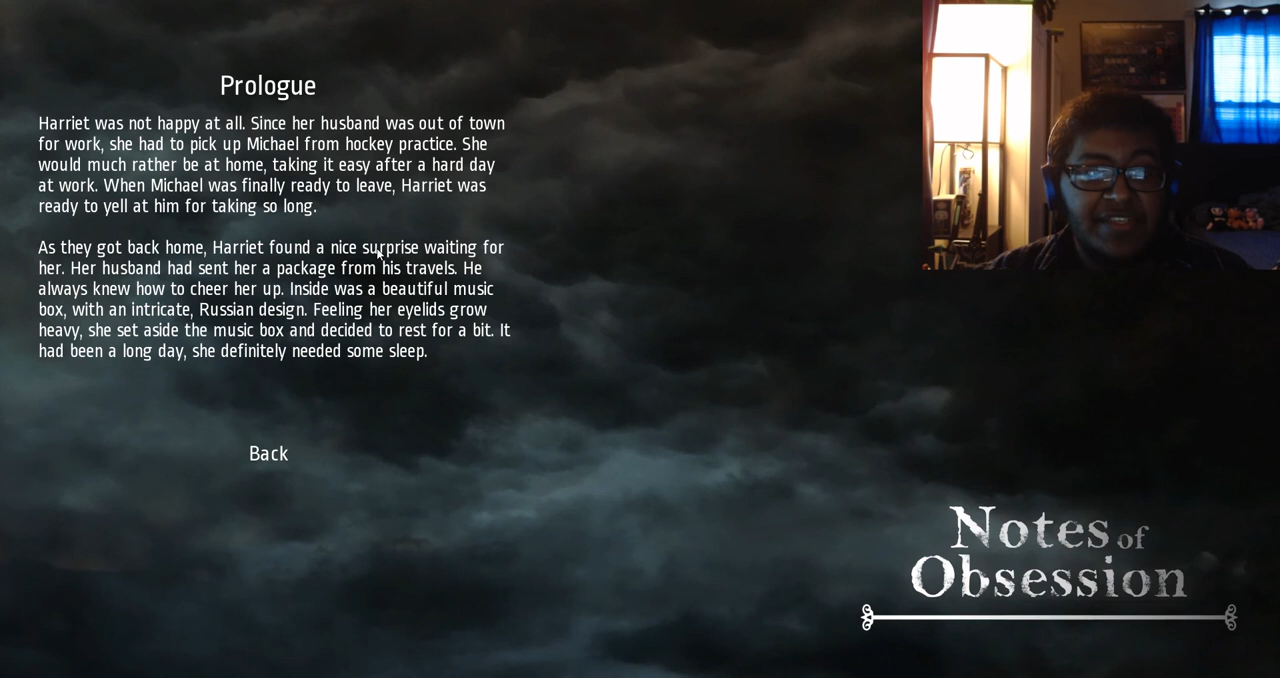 Prologue
Harriet was not happy at all. Since her husband was out of town
for work, she had to pick up Michael from hockey practice. She
would much rather be at home, taking it easy after a hard day
at work. When Michael was finally ready to leave, Harriet was
ready to yell at him for taking so long.
As they got back home, Harriet found a nice surprise waiting for
her. Her husband had sent her a package from his travels. He
always knew how to cheer her up. Inside was a beautiful music
box, with an intricate, Russian design. Feeling her eyelids grow
heavy, she set aside the music box and decided to rest for a bit. It
had been a long day, she definitely needed some sleep.
Back
Notes of
Obsession